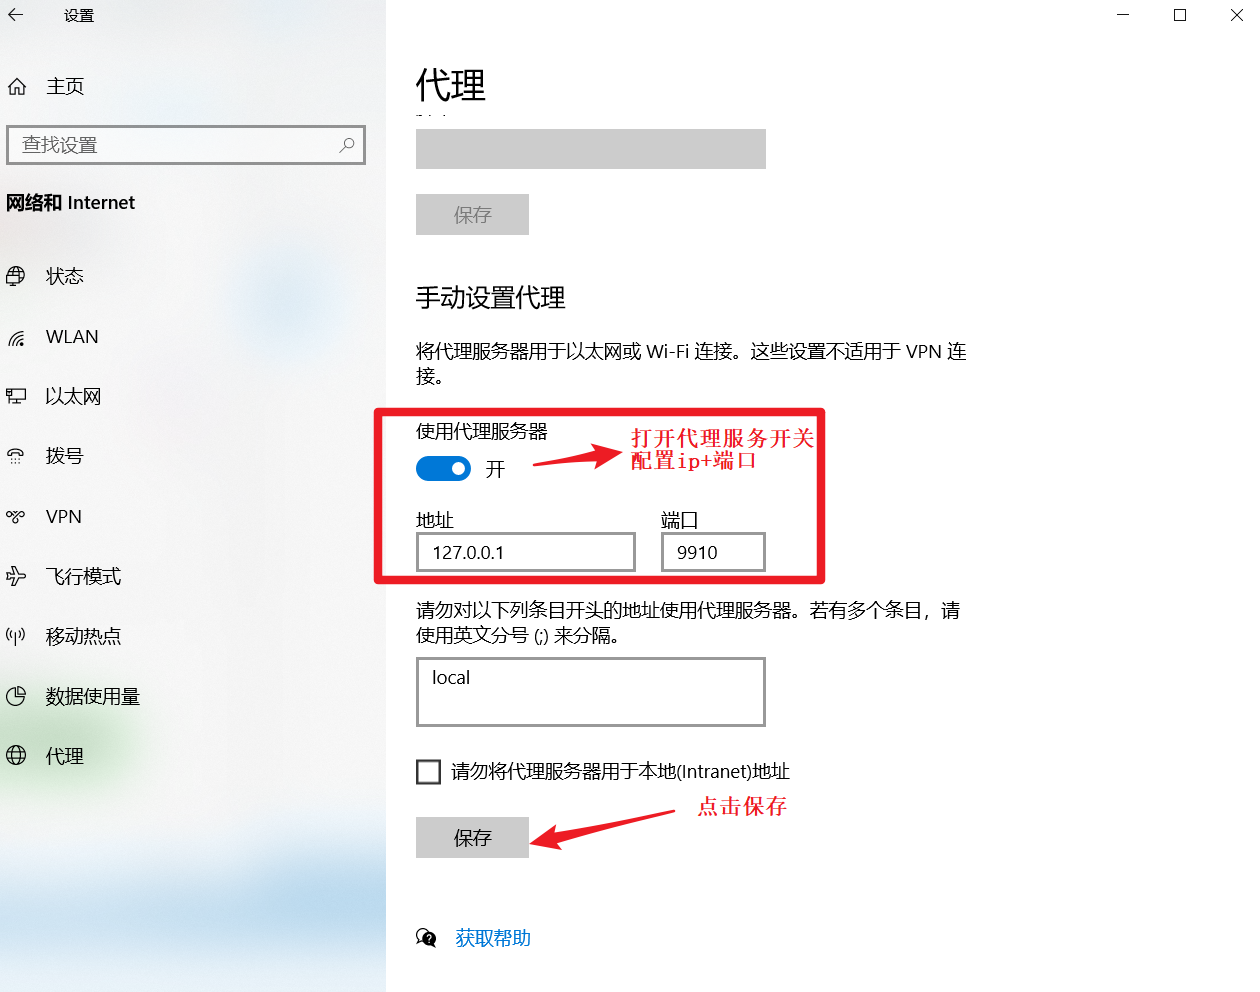 设置
主页
查找设置
网络和 Internet
状态
WLAN
以太网
拨号
VPN
飞行模式
移动热点
数据使用量
代理
代理
保存
手动设置代理
将代理服务器用于以太网或 Wi-Fi 连接。这些设置不适用于 VPN 连
接。
使用代理服务器
开
打开代理服务开关
配置ip+端口
地址
端口
127.0.0.1
9910
请勿对以下列条目开头的地址使用代理服务器。若有多个条目，请
使用英文分号 (;) 来分隔。
local
请勿将代理服务器用于本地(Intranet)地址
点击保存
保存
获取帮助